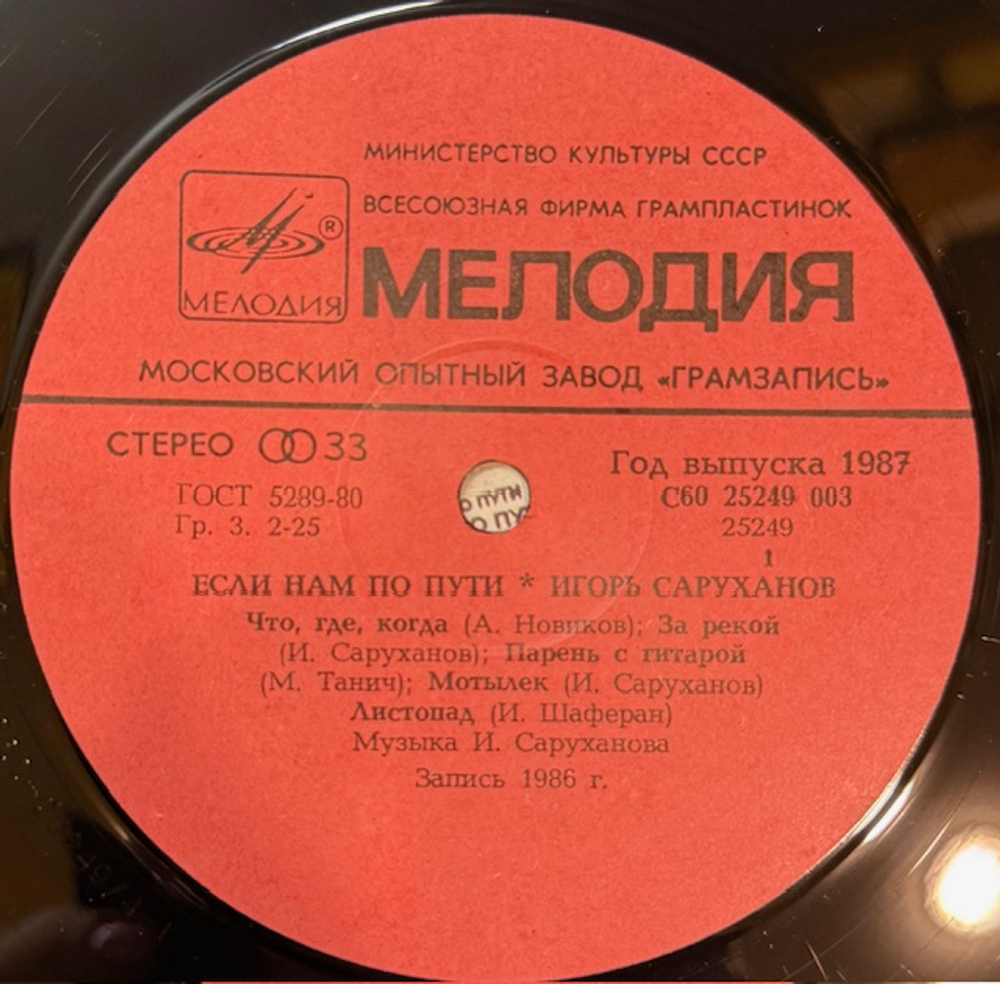 МИНИСТЕРСТВО КУЛЬТУРЫ СССР
ВСЕСОЮЗНАЯ ФИРМА ГРАМПЛАСТИНОК
МЕЛОДИЯ ®
МЕЛОДИЯ
МОСКОВСКИЙ ОПЫТНЫЙ ЗАВОД «ГРАМЗАПИСЬ»
СТЕРЕО 33
ГОСТ 5289-80
Гр. 3. 2-25
Год выпуска 1987
С60 25249 003
25249
1
О ПУТИ
О ПУ
ЕСЛИ НАМ ПО ПУТИ * ИГОРЬ САРУХАНОВ
Что, где, когда (А. Новиков); За рекой
(И. Саруханов); Парень с гитарой
(М. Танич); Мотылек (И. Саруханов)
Листопад (И. Шаферан)
Музыка И. Саруханова
Запись 1986 г.